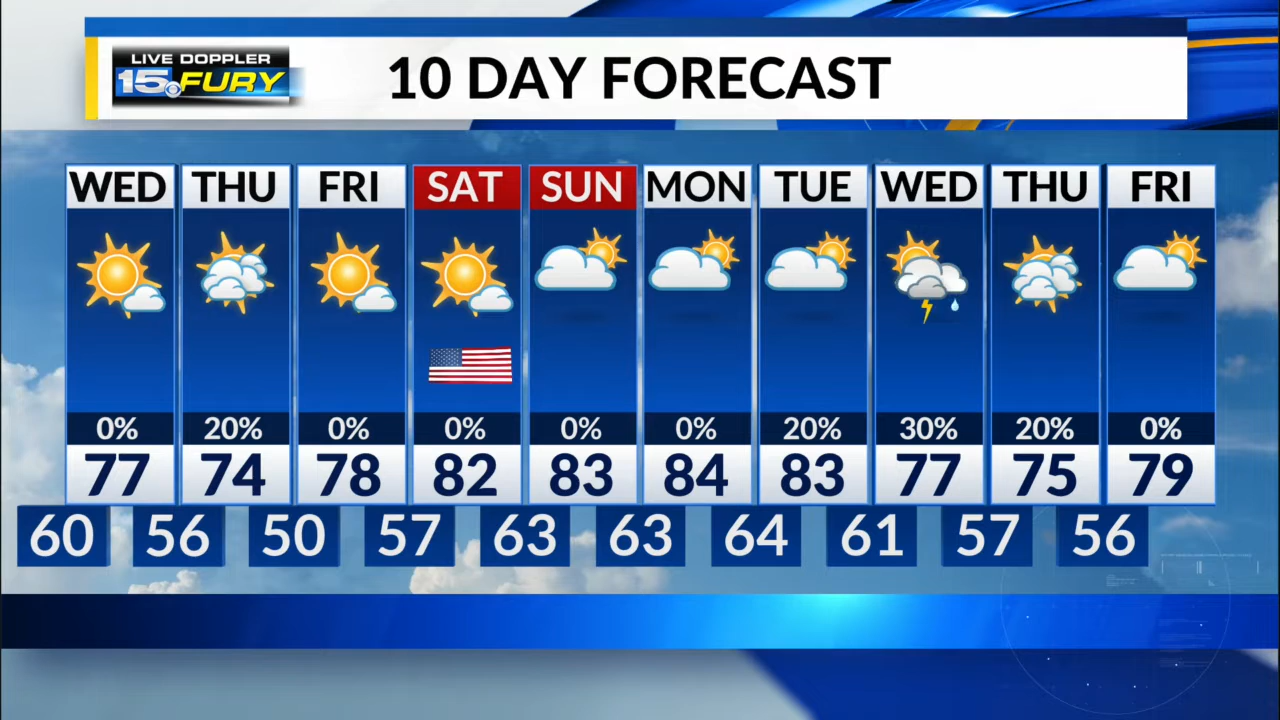 LIVE DOPPLER
15 FURY
10 DAY FORECAST
WED THU FRI SAT SUN MON TUE WED THU FRI
0% 20% 0% 0% 0% 0% 20% 30% 20% 0%
77 74 78 82 83 84 83 77 75 79
60 56 50 57 63 63 64 61 57 56